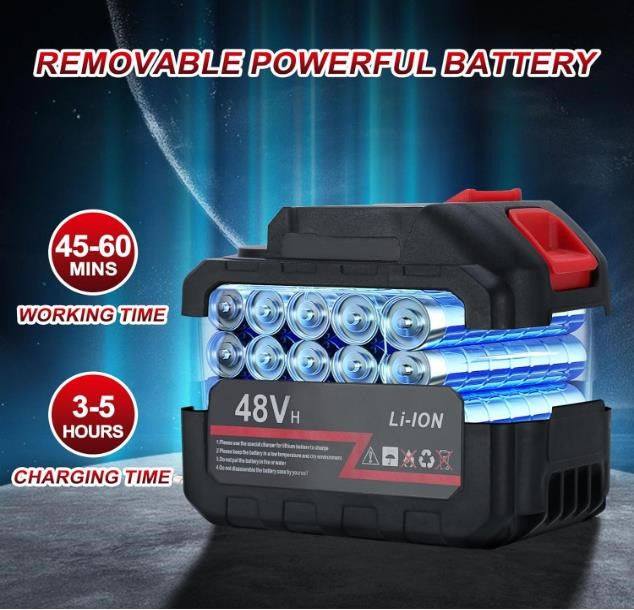 REMOVABLE POWERFUL BATTERY
45-60
MINS
WORKING TIME
3-5
HOURS
CHARGING TIME
48VH
Li-ION
1.Please use the special charger for lithium battery to charge
2.Please keep the battery in a low temperature and dry environment
3.Do not put the battery in fire or water
4.Do not disassemble the battery case by yourself